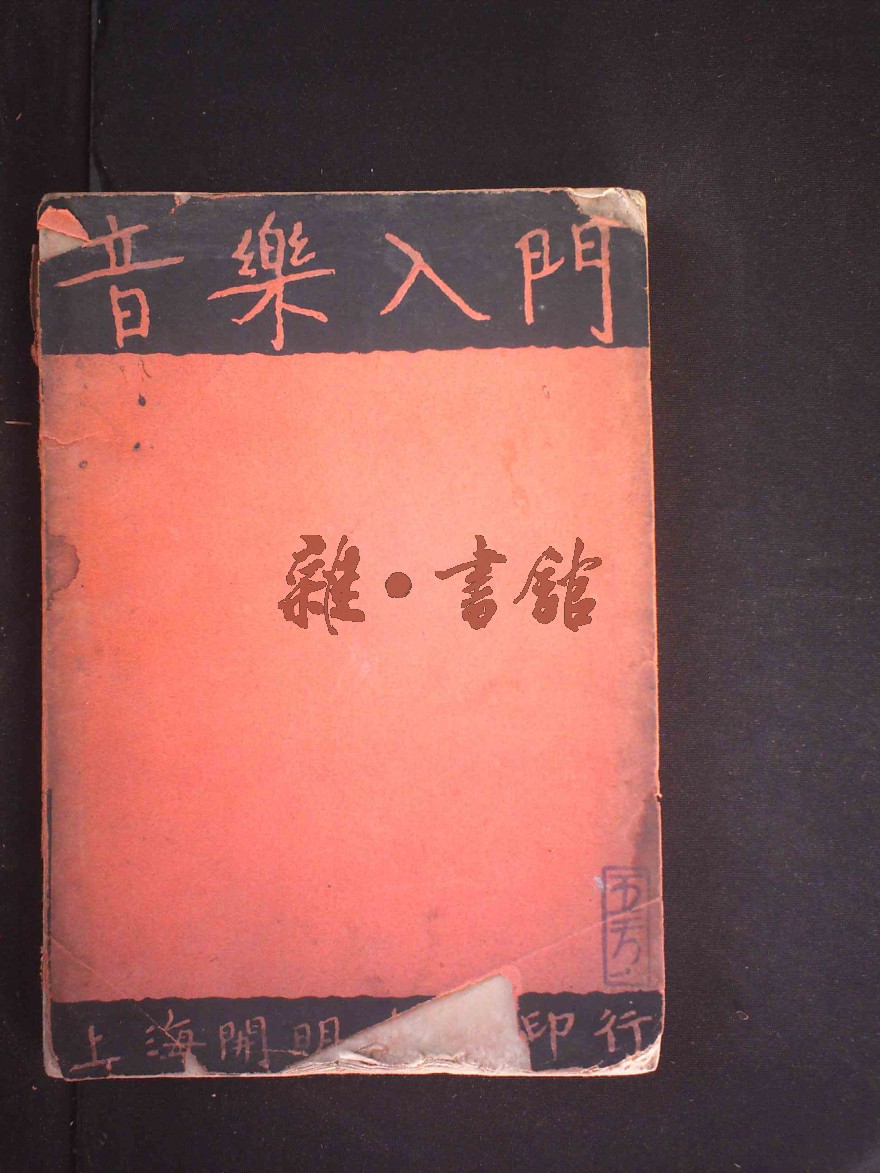 音樂入門
雜·書館
上海開明 印行